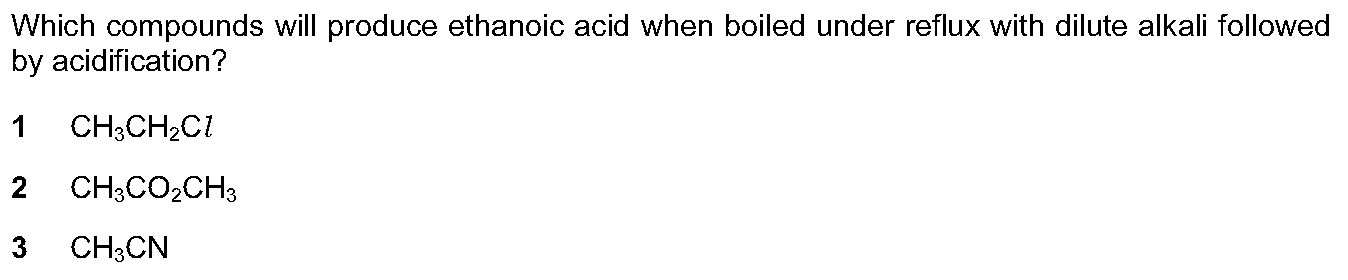 Which compounds will produce ethanoic acid when boiled under reflux with dilute alkali followed
by acidification?
1 CH₃CH₂Cl
2 CH₃CO₂CH₃
3 CH₃CN